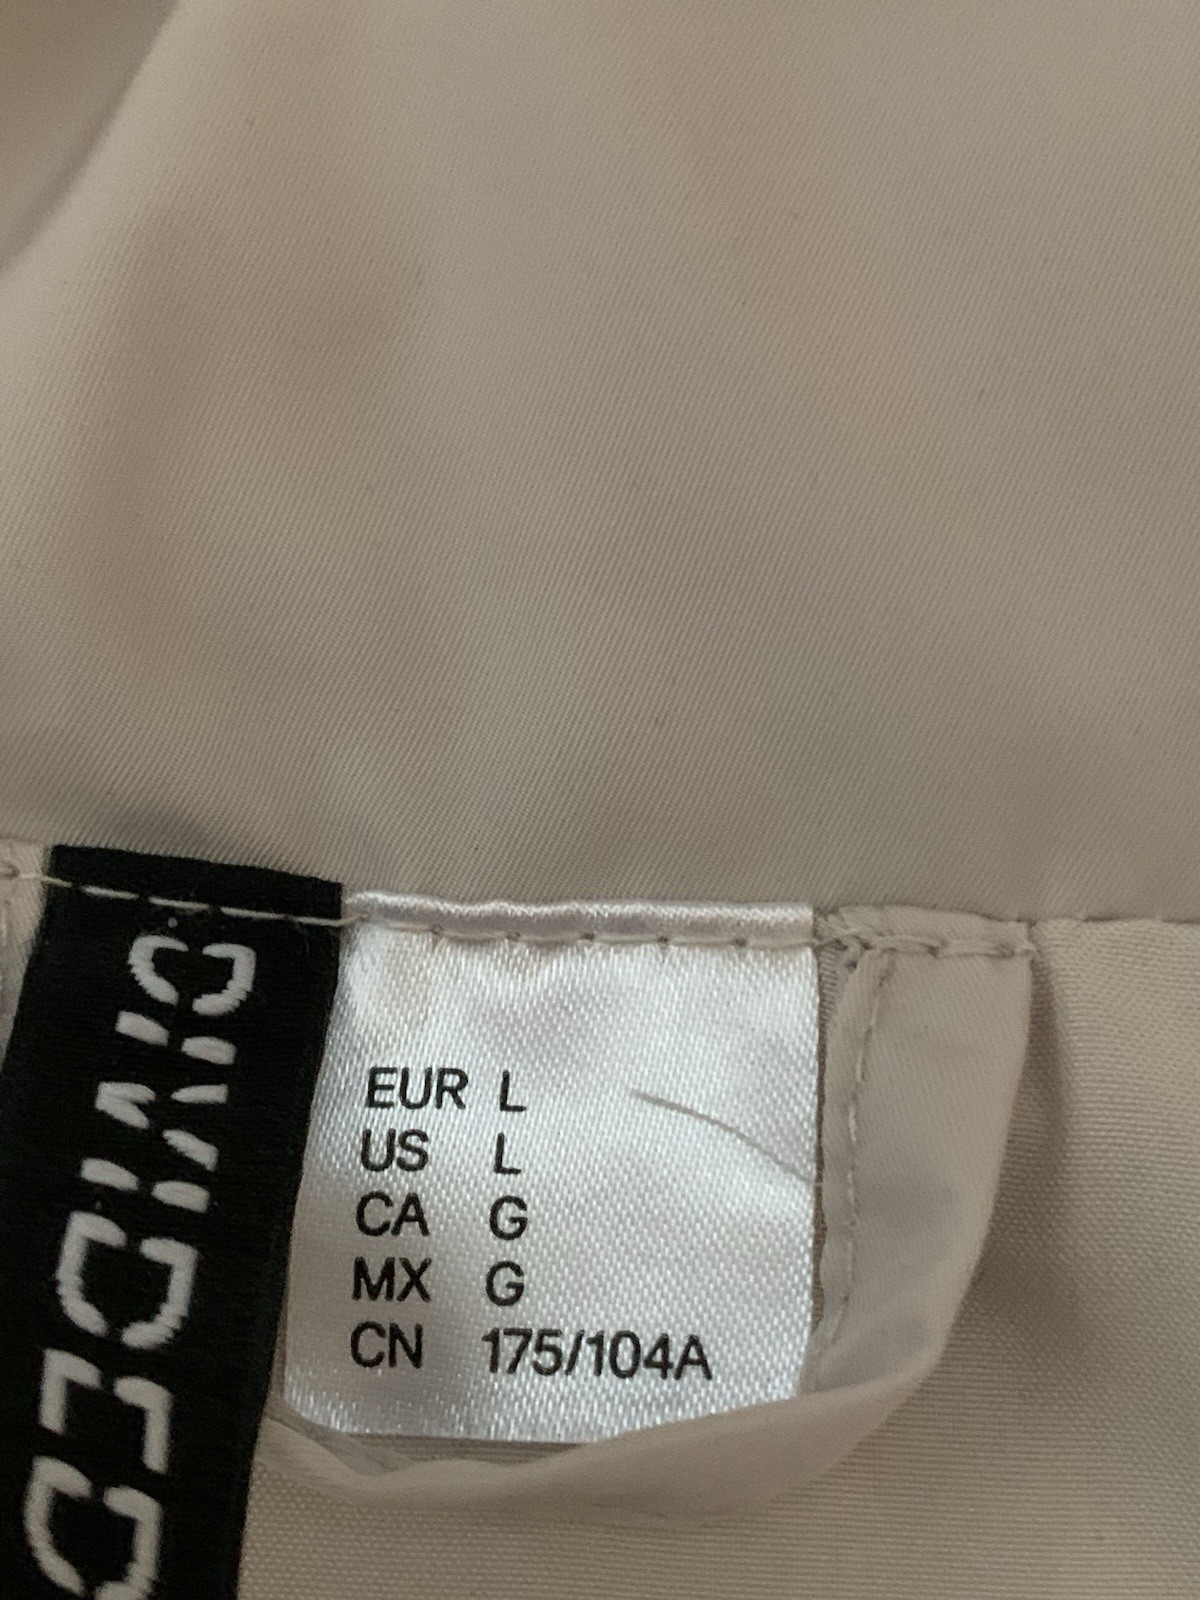 EUR L
US L
CA G
MX G
CN 175/104A